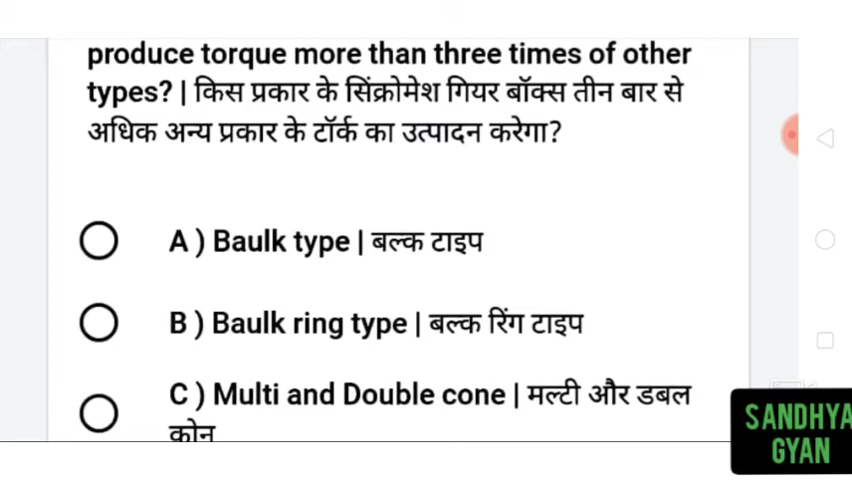 produce torque more than three times of other
types? | किस प्रकार के सिंक्रोमेश गियर बॉक्स तीन बार से
अधिक अन्य प्रकार के टॉर्क का उत्पादन करेगा?
A ) Baulk type | बल्क टाइप
B ) Baulk ring type | बल्क रिंग टाइप
C ) Multi and Double cone | मल्टी और डबल
कोन
SANDHYA
GYAN